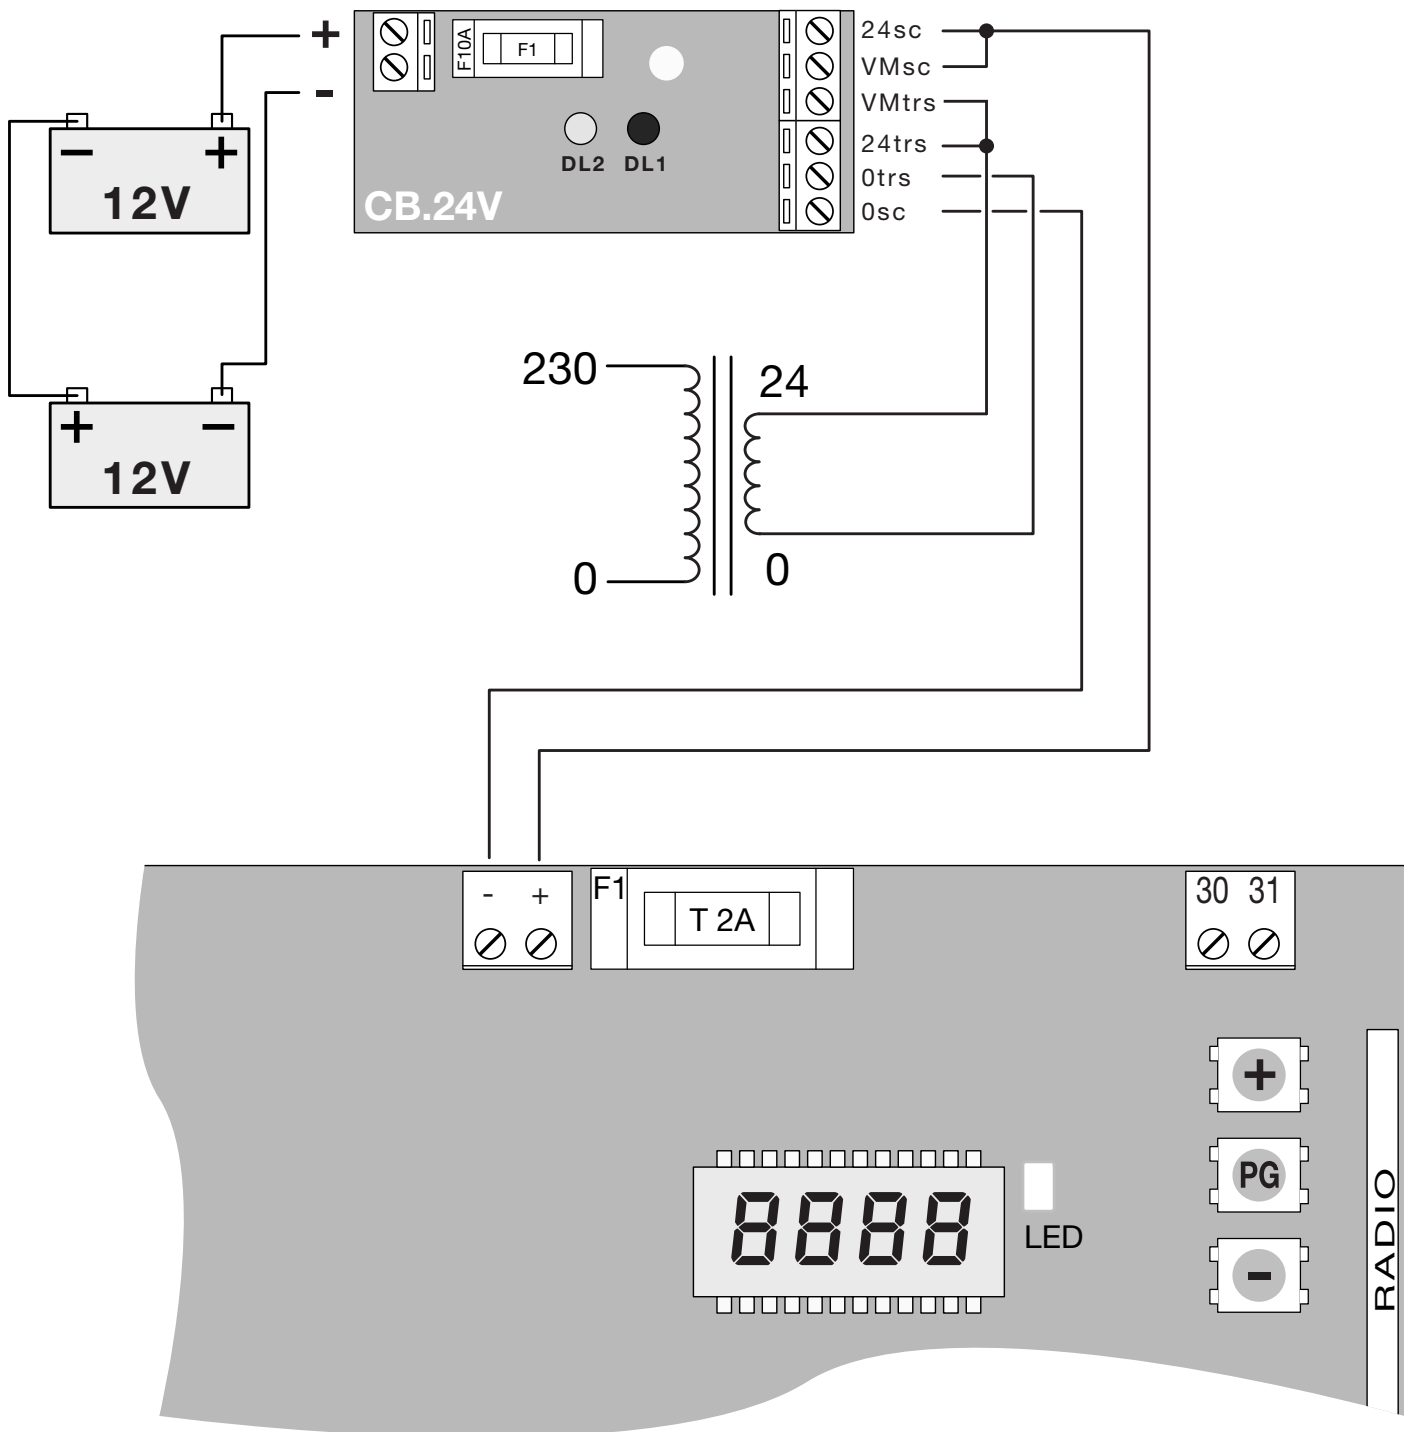 +
-
F10A
F1
24sc
VMsc
VMtrs
24trs
0trs
0sc
DL2 DL1
CB.24V
− +
12V
+ −
12V
230
24
0
0
- +
F1
T 2A
30 31
+
PG
-
8888
LED
RADIO